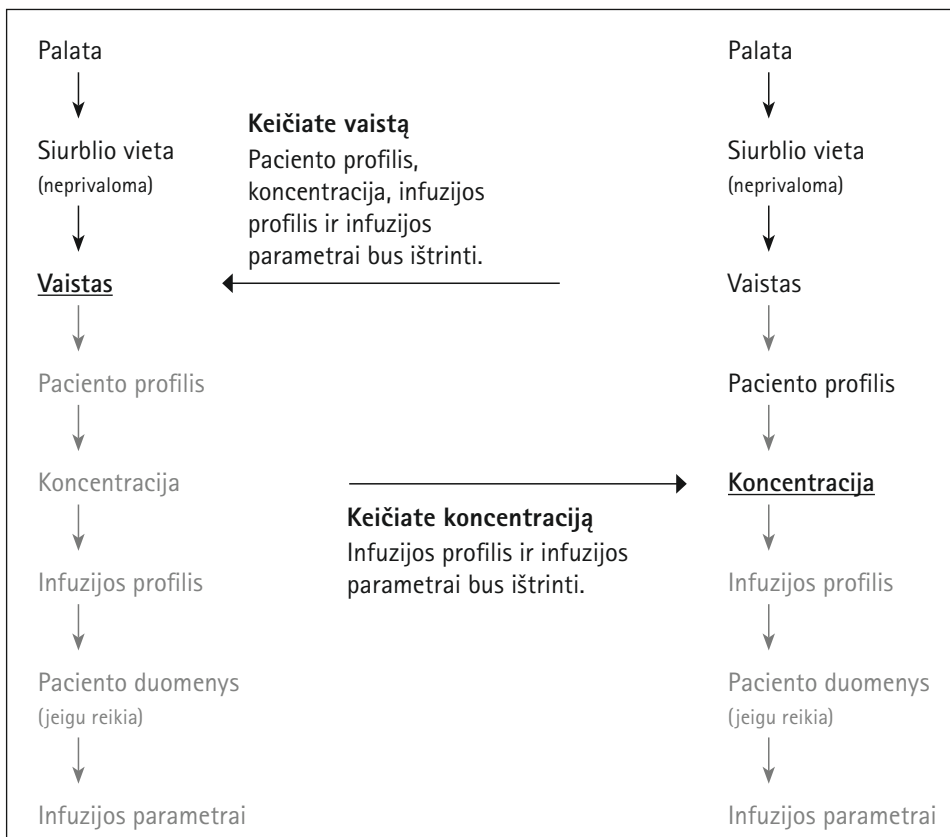 Palata
Siurblio vieta
(neprivaloma)
Vaistas
Paciento profilis
Koncentracija
Infuzijos profilis
Paciento duomenys
(jeigu reikia)
Infuzijos parametrai
Keičiate vaistą
Paciento profilis,
koncentracija, infuzijos
profilis ir infuzijos
parametrai bus ištrinti.
Keičiate koncentraciją
Infuzijos profilis ir infuzijos
parametrai bus ištrinti.
Palata
Siurblio vieta
(neprivaloma)
Vaistas
Paciento profilis
Koncentracija
Infuzijos profilis
Paciento duomenys
(jeigu reikia)
Infuzijos parametrai